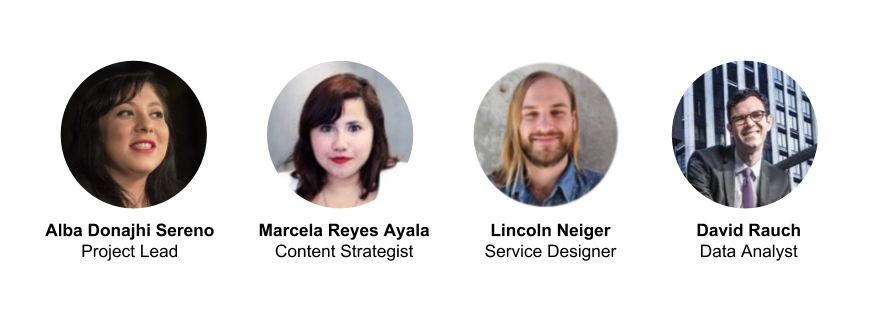 Alba Donajhi Sereno
Project Lead
Marcela Reyes Ayala
Content Strategist
Lincoln Neiger
Service Designer
David Rauch
Data Analyst